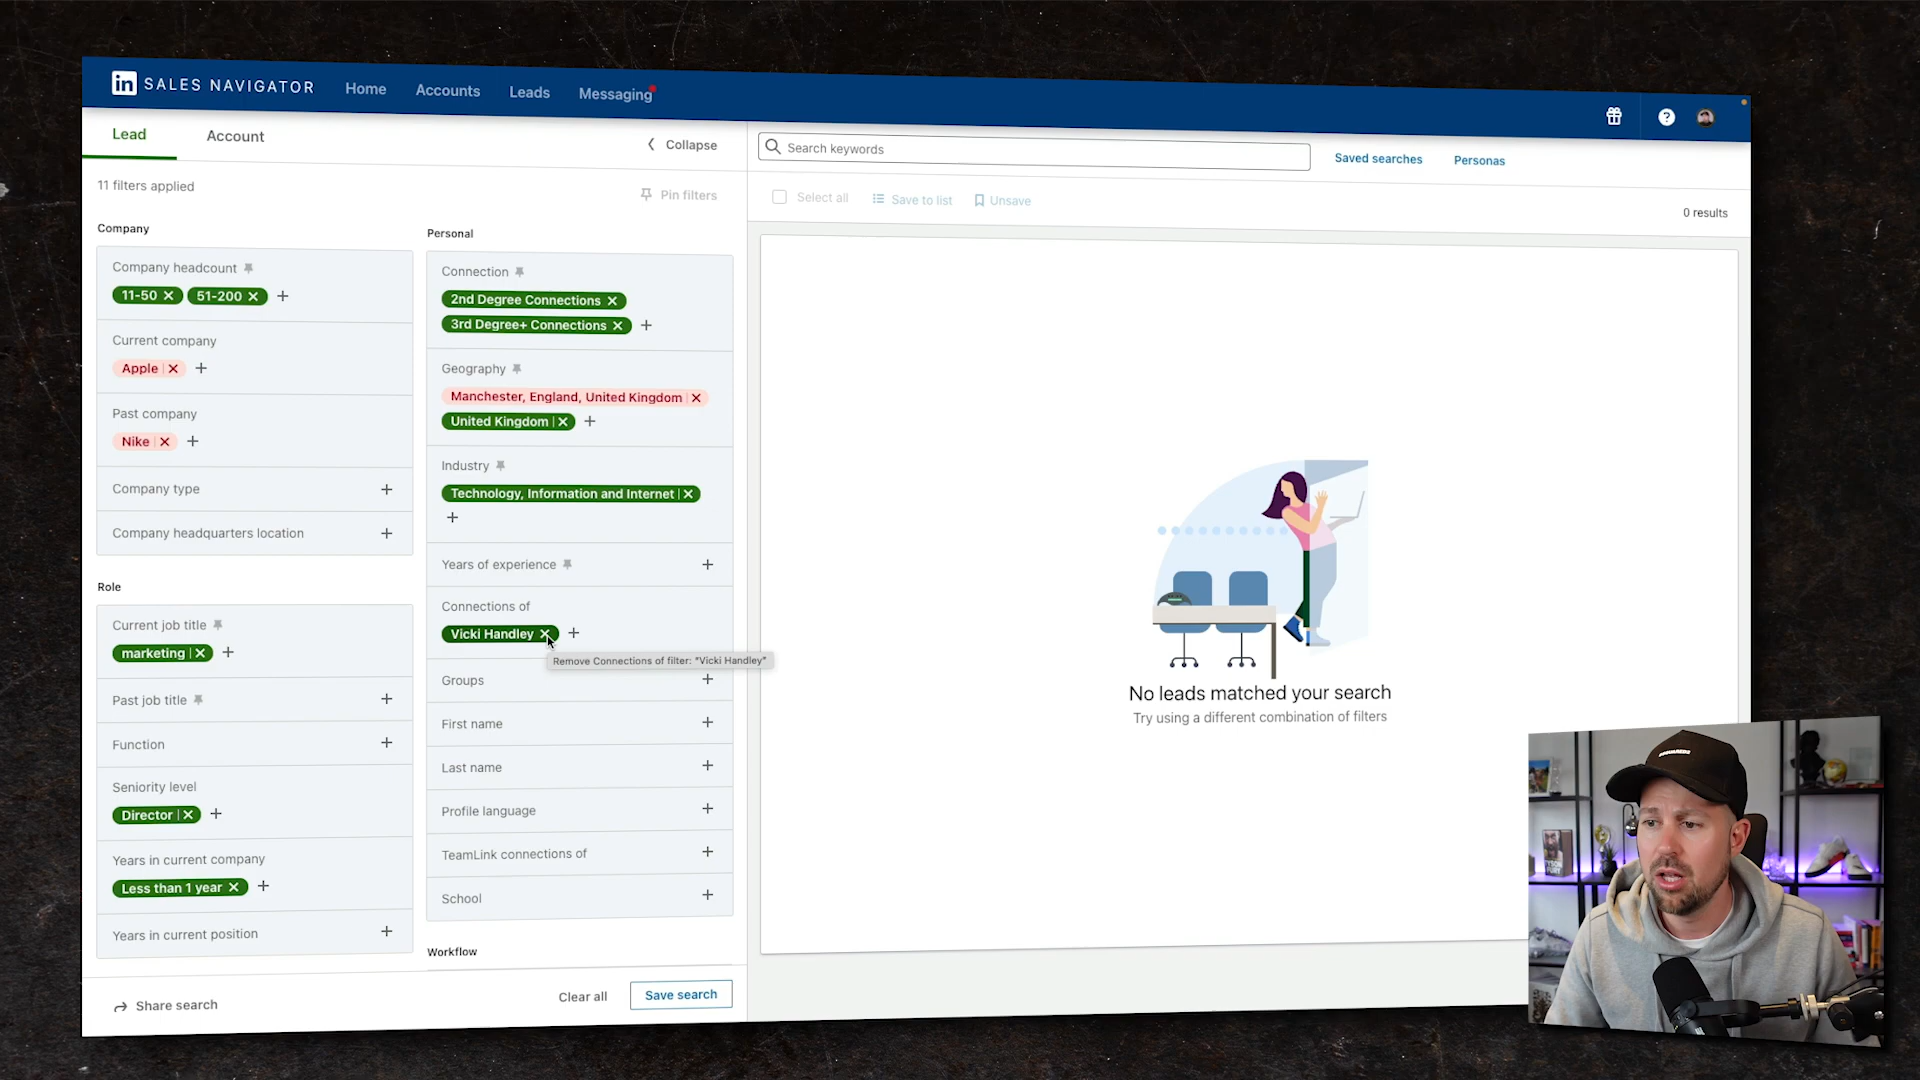 in SALES NAVIGATOR Home Accounts Leads Messaging
Lead Account Collapse
11 filters applied
Pin filters
Search keywords
Saved searches Personas
Select all Save to list Unsave
0 results
Company
Company headcount
11-50 51-200
Current company
Apple
Past company
Nike
Company type
Company headquarters location
Role
Current job title
marketing
Past job title
Function
Seniority level
Director
Years in current company
Less than 1 year
Years in current position
Personal
Connection
2nd Degree Connections
3rd Degree+ Connections
Geography
Manchester, England, United Kingdom
United Kingdom
Industry
Technology, Information and Internet
Years of experience
Connections of
Vicki Handley
Remove Connections of filter: "Vicki Handley"
Groups
First name
Last name
Profile language
TeamLink connections of
School
Workflow
Share search
Clear all Save search
No leads matched your search
Try using a different combination of filters